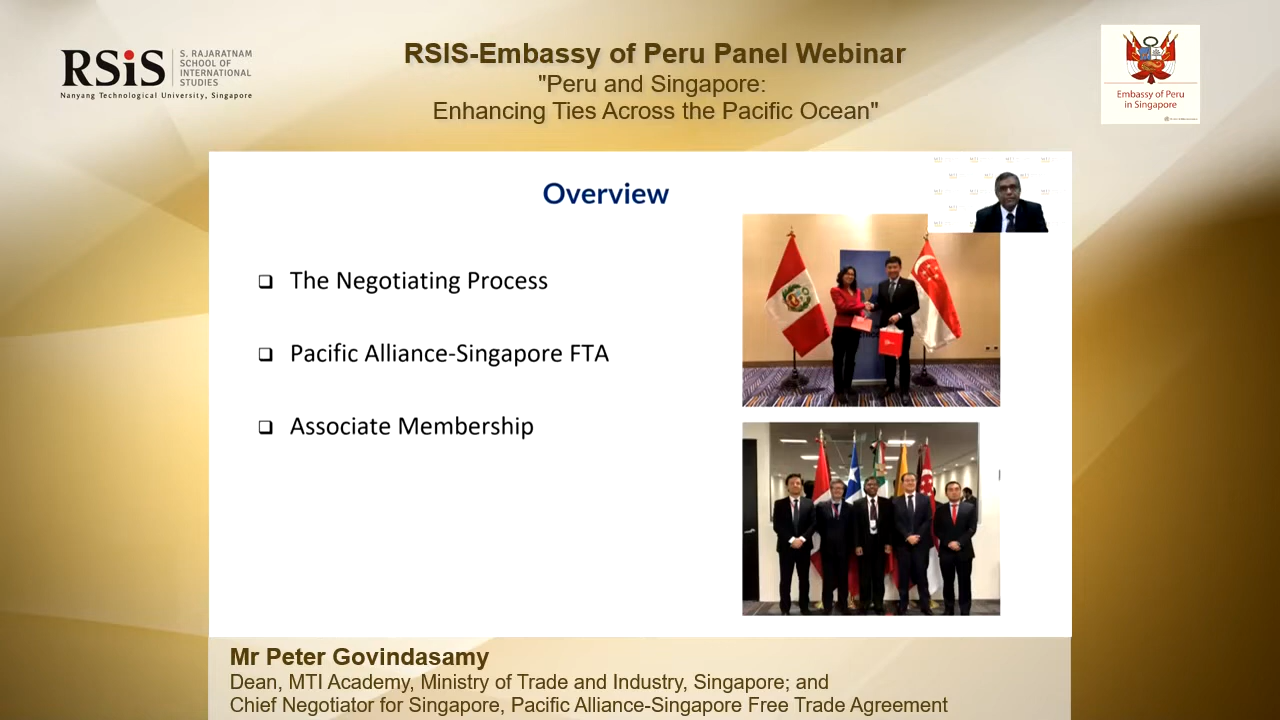 RSiS
S. RAJARATNAM
SCHOOL OF
INTERNATIONAL
STUDIES
Nanyang Technological University, Singapore
RSIS-Embassy of Peru Panel Webinar
"Peru and Singapore:
Enhancing Ties Across the Pacific Ocean"
Embassy of Peru
in Singapore
Overview
❑ The Negotiating Process
❑ Pacific Alliance-Singapore FTA
❑ Associate Membership
Mr Peter Govindasamy
Dean, MTI Academy, Ministry of Trade and Industry, Singapore; and
Chief Negotiator for Singapore, Pacific Alliance-Singapore Free Trade Agreement